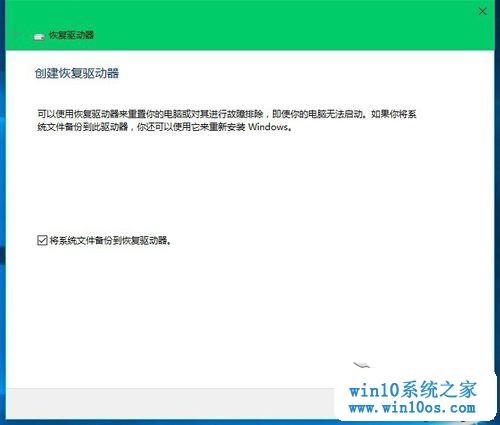 恢复驱动器
创建恢复驱动器
可以使用恢复驱动器来重置你的电脑或对其进行故障排除，即使你的电脑无法启动。如果你将系
统文件备份到此驱动器，你还可以使用它来重新安装 Windows。
将系统文件备份到恢复驱动器。
win10系统之家
www.win10os.com